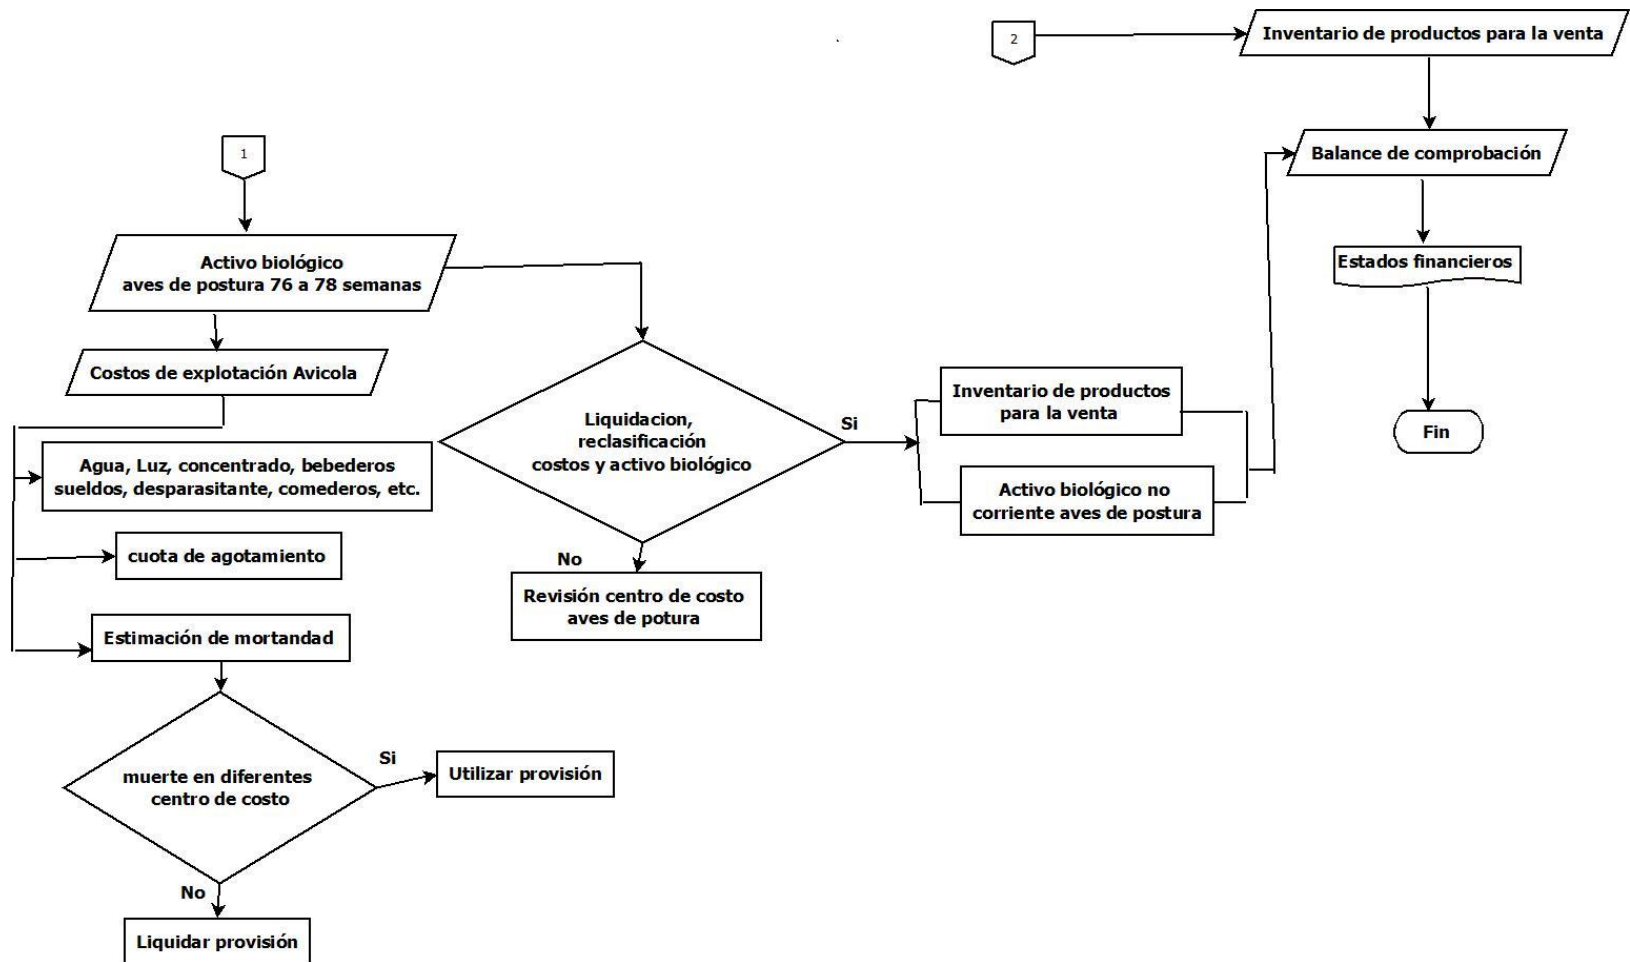 2
Inventario de productos para la venta
1
Balance de comprobación
Activo biológico
aves de postura 76 a 78 semanas
Estados financieros
Costos de explotación Avicola
Inventario de productos
para la venta
Liquidacion,
reclasificación
costos y activo biológico
Si
Fin
Agua, Luz, concentrado, bebederos
sueldos, desparasitante, comederos, etc.
Activo biológico no
corriente aves de postura
cuota de agotamiento
No
Revisión centro de costo
aves de potura
Estimación de mortandad
muerte en diferentes
centro de costo
Si
Utilizar provisión
No
Liquidar provisión